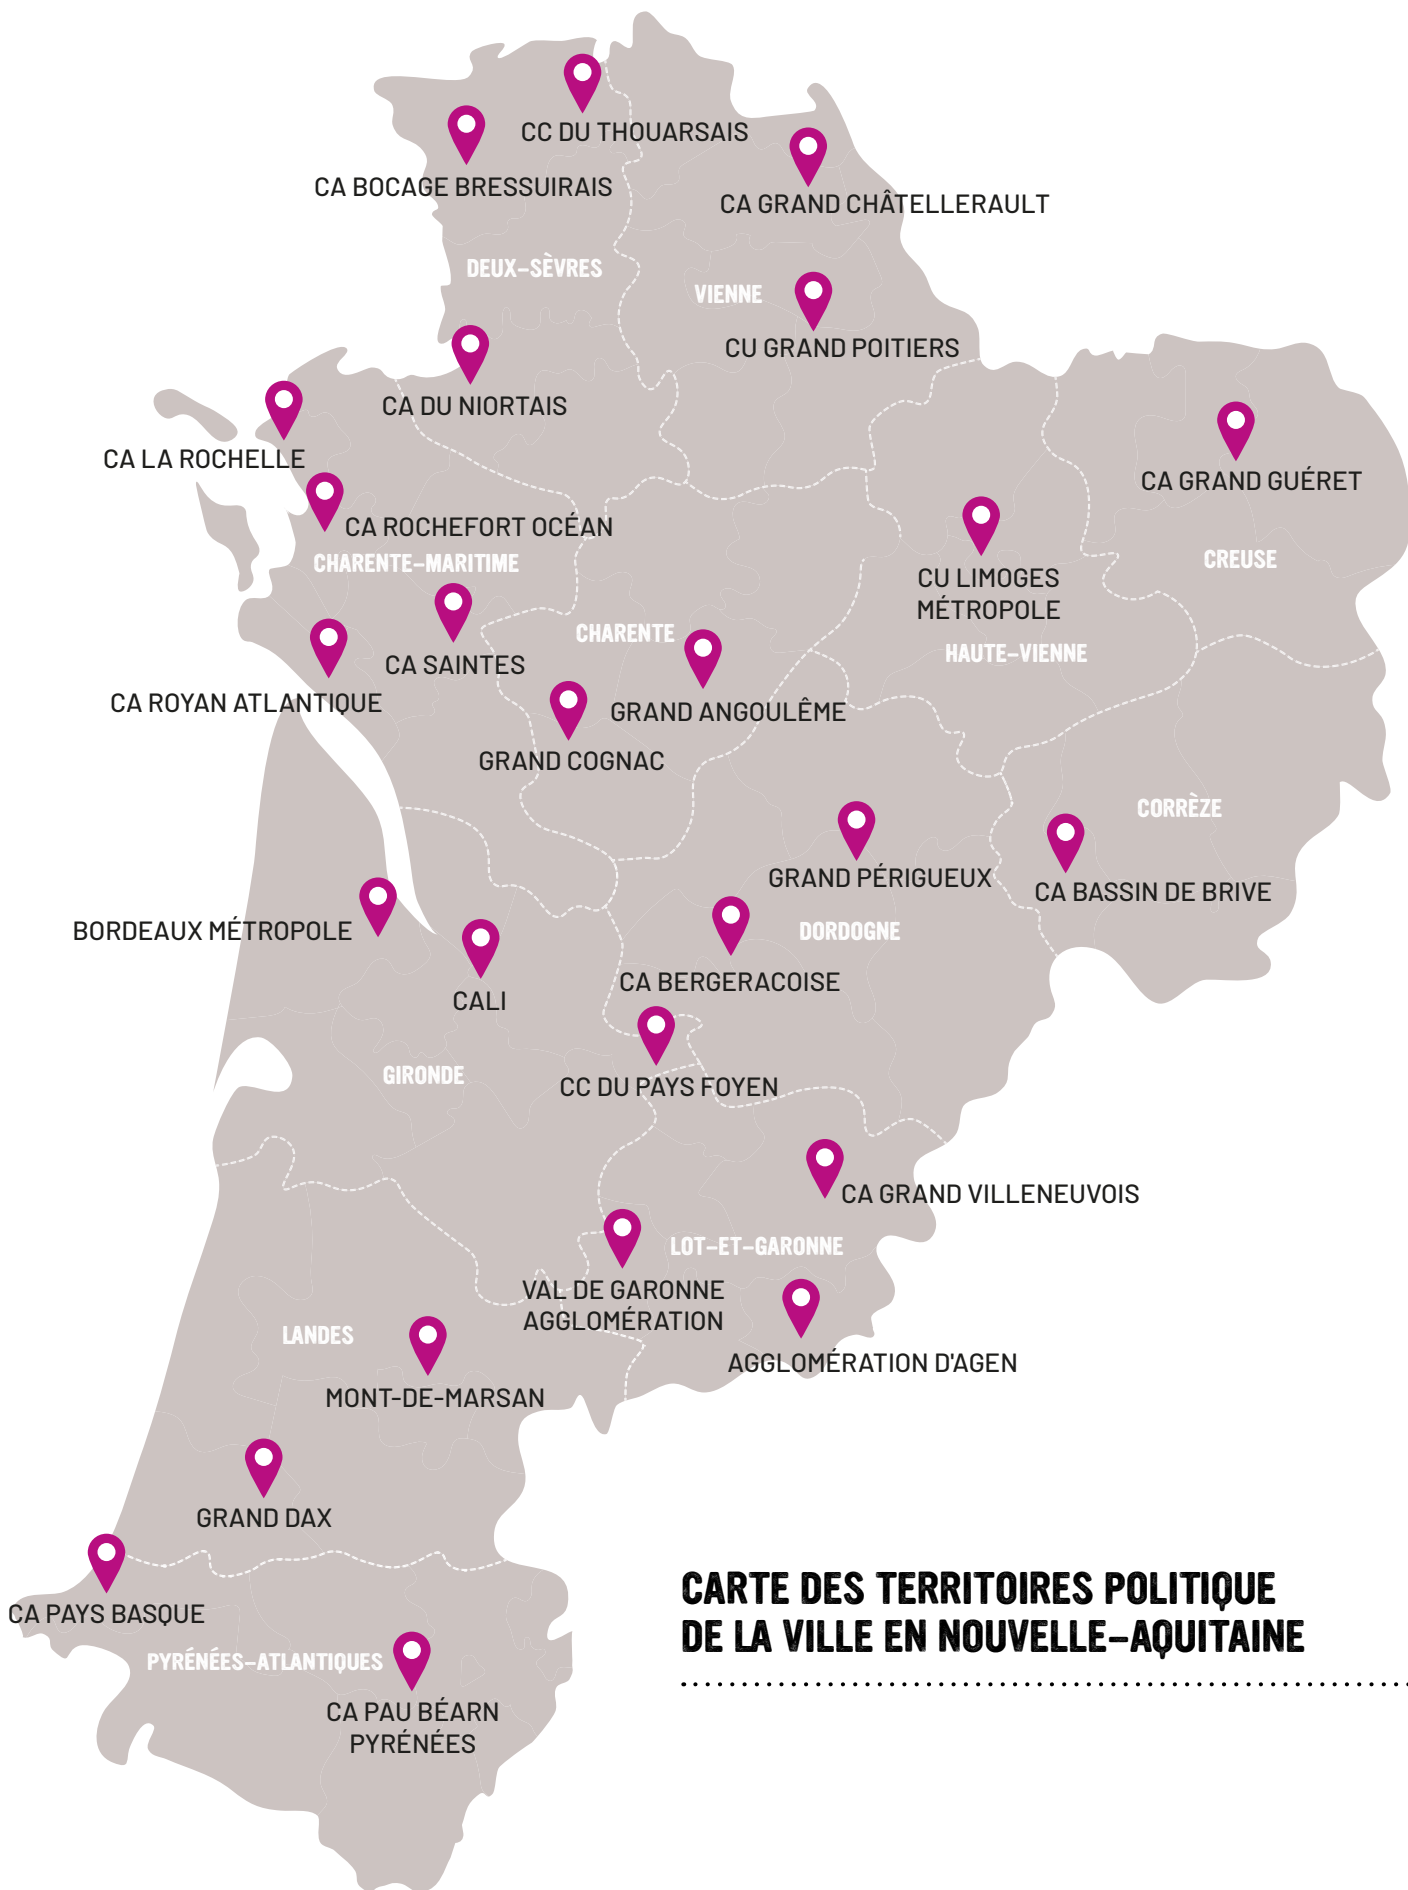 CC DU THOUARSAIS
CA BOCAGE BRESSUIRAIS
CA GRAND CHÂTELLERAULT
DEUX-SÈVRES
VIENNE
CU GRAND POITIERS
CA DU NIORTAIS
CA LA ROCHELLE
CA GRAND GUÉRET
CA ROCHEFORT OCÉAN
CHARENTE-MARITIME
CREUSE
CU LIMOGES
MÉTROPOLE
CHARENTE
HAUTE-VIENNE
CA SAINTES
CA ROYAN ATLANTIQUE
GRAND ANGOULÊME
GRAND COGNAC
CORRÈZE
GRAND PÉRIGUEUX
CA BASSIN DE BRIVE
BORDEAUX MÉTROPOLE
DORDOGNE
CA BERGERACOISE
CALI
GIRONDE
CC DU PAYS FOYEN
CA GRAND VILLENEUVOIS
LOT-ET-GARONNE
VAL DE GARONNE
AGGLOMÉRATION
LANDES
AGGLOMÉRATION D'AGEN
MONT-DE-MARSAN
GRAND DAX
CARTE DES TERRITOIRES POLITIQUE
DE LA VILLE EN NOUVELLE-AQUITAINE
CA PAYS BASQUE
PYRÉNÉES-ATLANTIQUES
CA PAU BÉARN
PYRÉNÉES